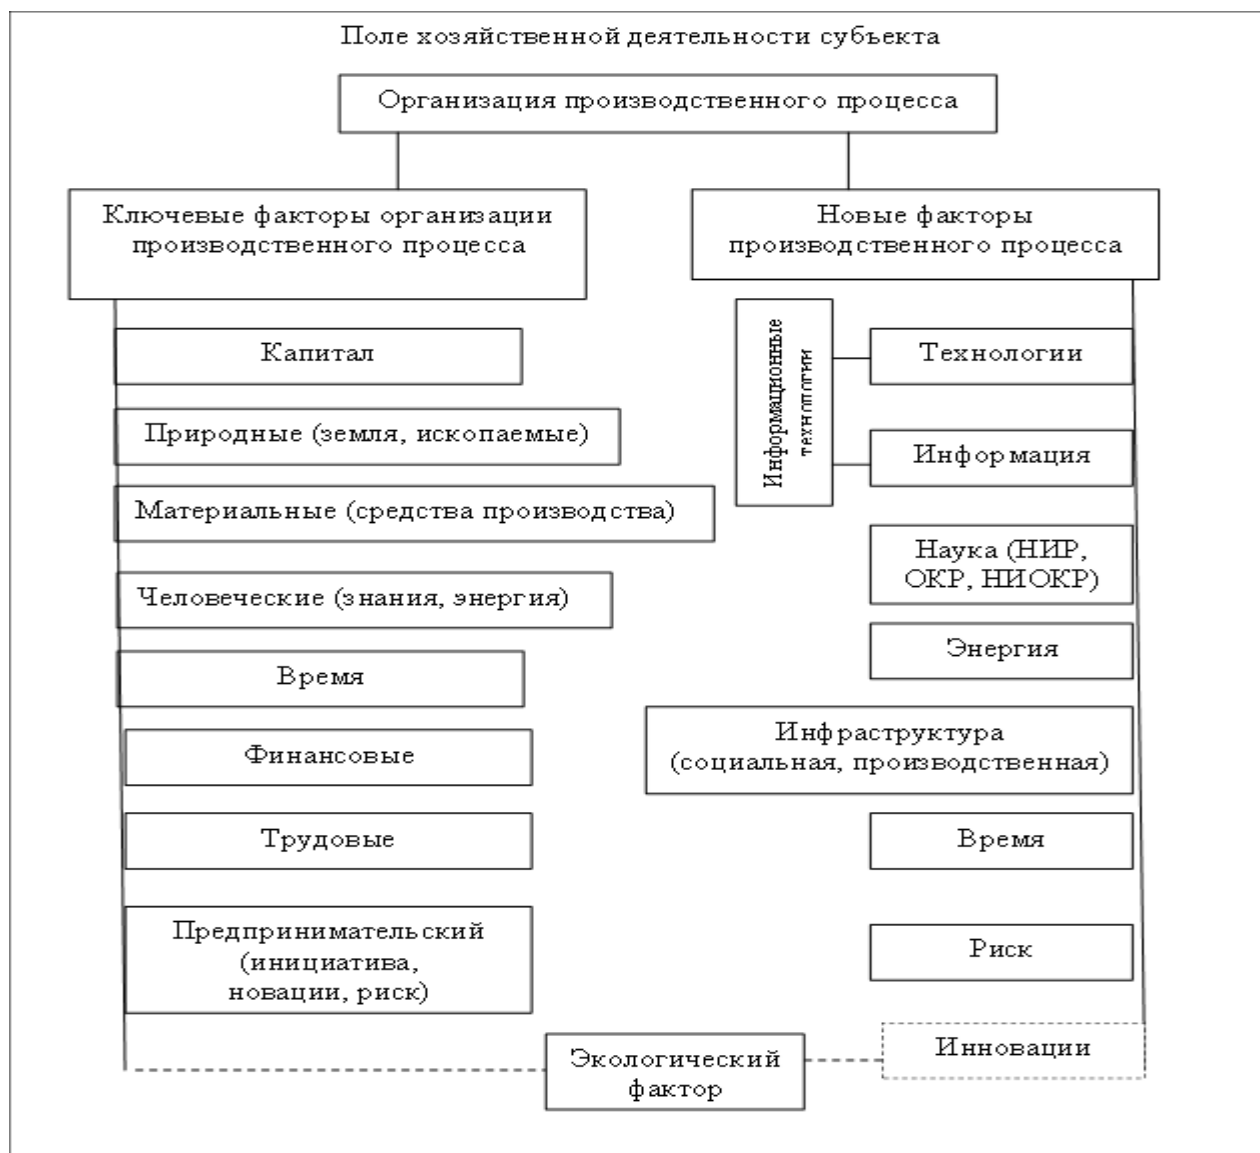 Поле хозяйственной деятельности субъекта
Организация производственного процесса
Ключевые факторы организации
производственного процесса
Капитал
Природные (земля, ископаемые)
Материальные (средства производства)
Человеческие (знания, энергия)
Время
Финансовые
Трудовые
Предпринимательский
(инициатива,
новации, риск)
Новые факторы
производственного процесса
Информационные
технологии
Технологии
Информация
Наука (НИР,
ОКР, НИОКР)
Энергия
Инфраструктура
(социальная, производственная)
Время
Риск
Инновации
Экологический
фактор